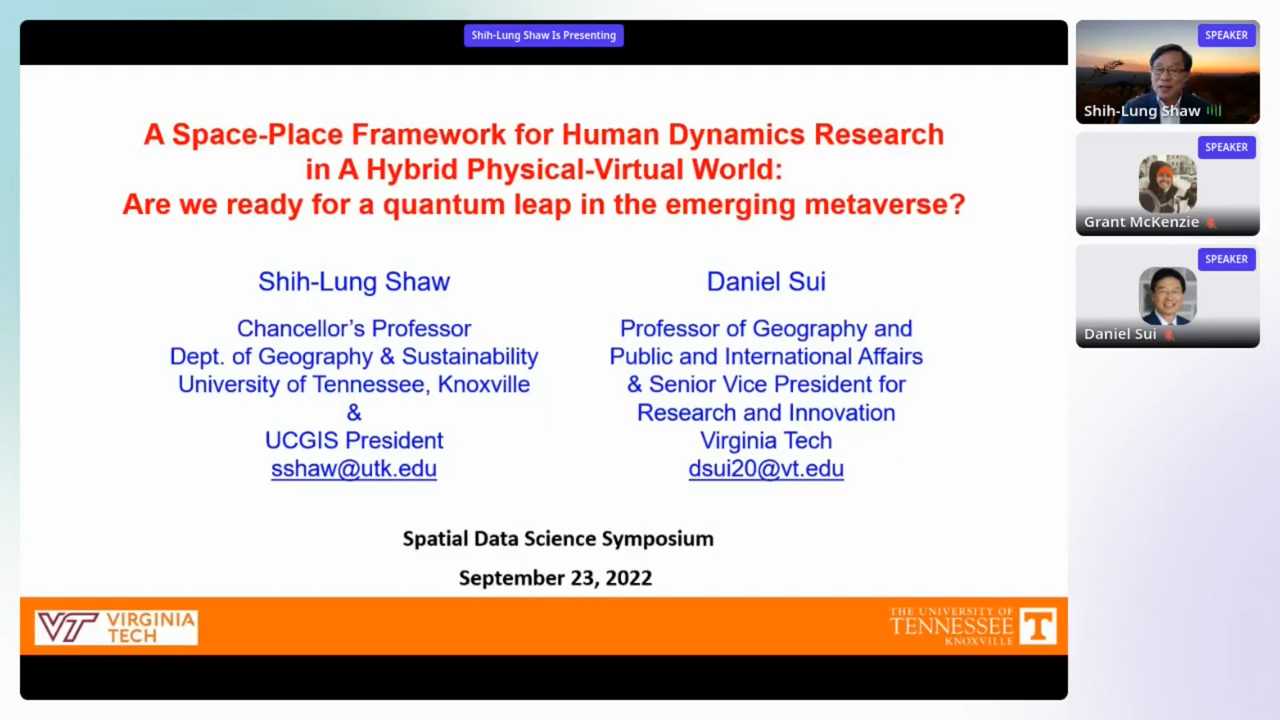 Shih-Lung Shaw Is Presenting
A Space-Place Framework for Human Dynamics Research
in A Hybrid Physical-Virtual World:
Are we ready for a quantum leap in the emerging metaverse?
Shih-Lung Shaw
Chancellor's Professor
Dept. of Geography & Sustainability
University of Tennessee, Knoxville
&
UCGIS President
sshaw@utk.edu
Daniel Sui
Professor of Geography and
Public and International Affairs
& Senior Vice President for
Research and Innovation
Virginia Tech
dsui20@vt.edu
Spatial Data Science Symposium
September 23, 2022
VT VIRGINIA
TECH
THE UNIVERSITY OF
TENNESSEE
KNOXVILLE
T
SPEAKER
Shih-Lung Shaw
SPEAKER
Grant McKenzie
SPEAKER
Daniel Sui